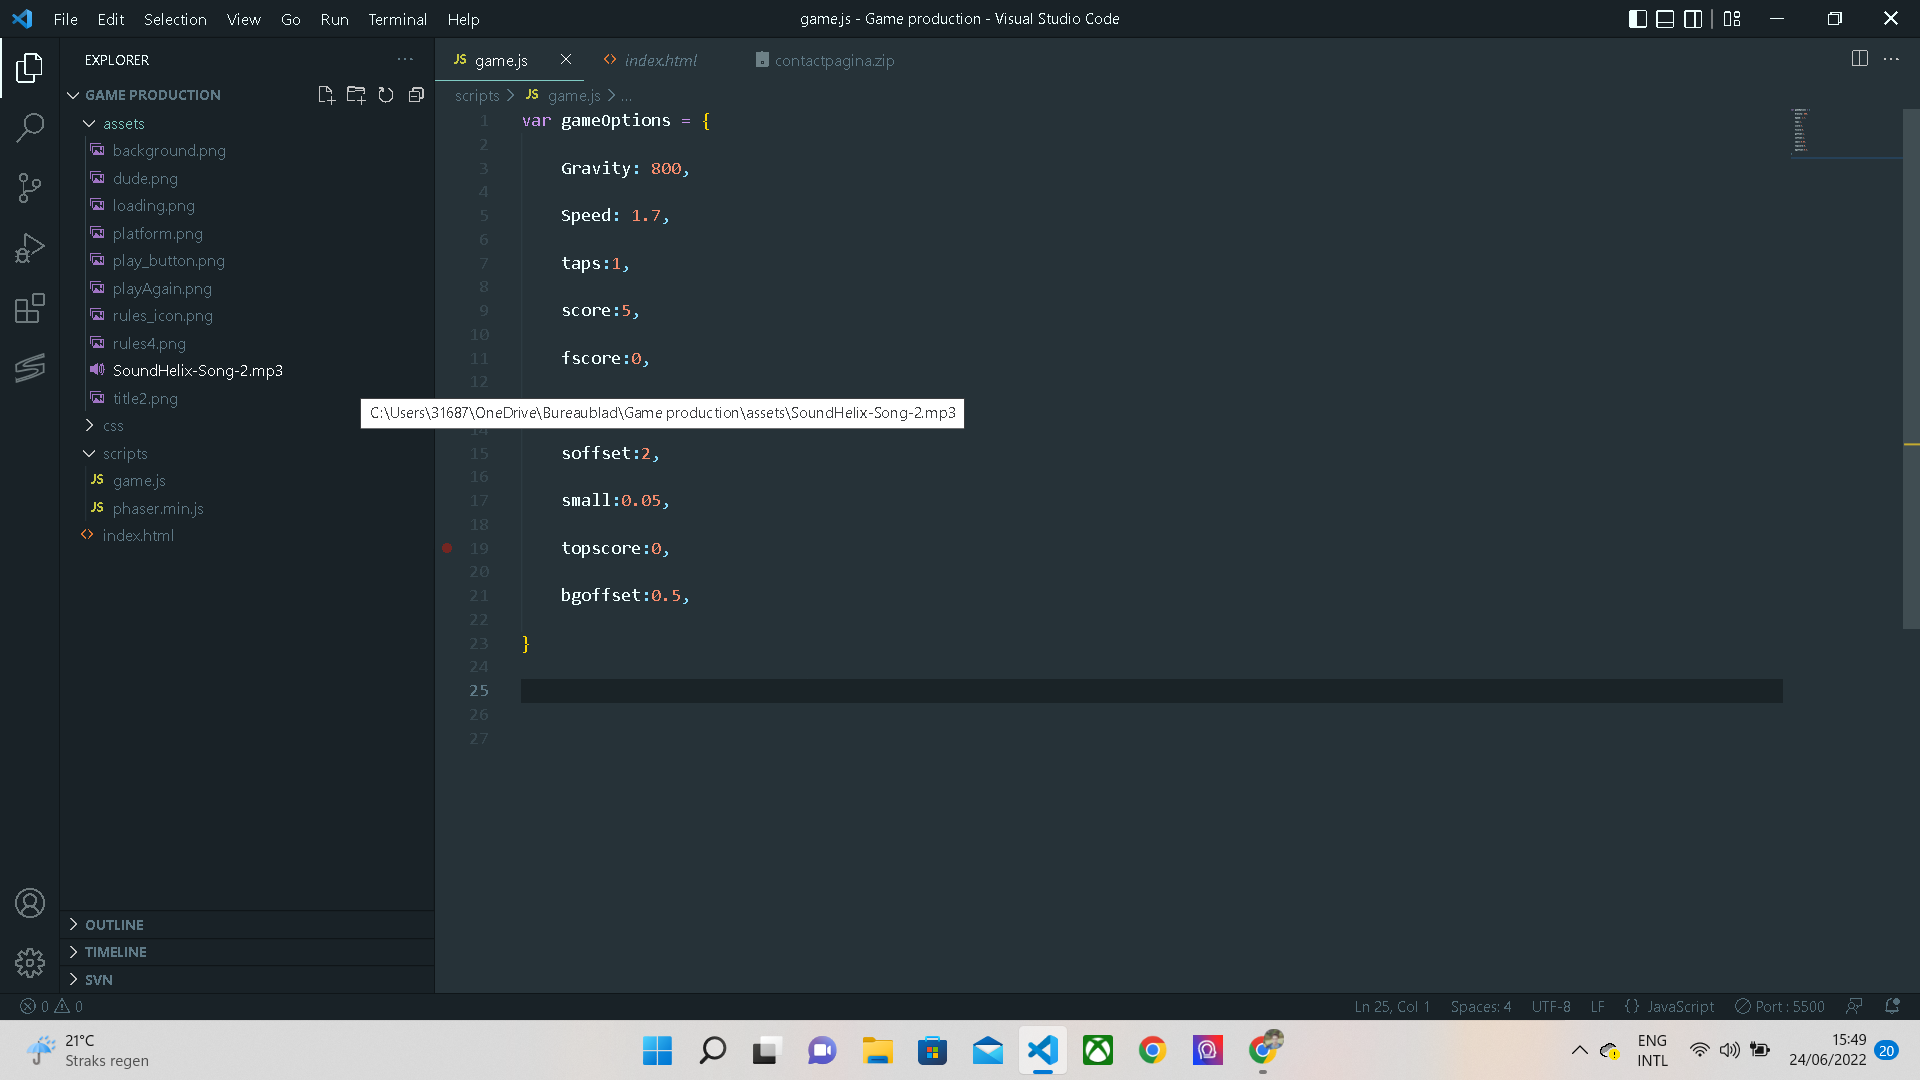 File Edit Selection View Go Run Terminal Help
game.js - Game production - Visual Studio Code
EXPLORER
GAME PRODUCTION
assets
background.png
dude.png
loading.png
platform.png
play_button.png
playAgain.png
rules_icon.png
rules4.png
SoundHelix-Song-2.mp3
title2.png
css
scripts
JS game.js
JS phaser.min.js
<> index.html
OUTLINE
TIMELINE
SVN
JS game.js
<> index.html
contactpagina.zip
scripts > JS game.js > ...
1 var gameOptions = {
2
3 Gravity: 800,
4
5 Speed: 1.7,
6
7 taps:1,
8
9 score:5,
10
11 fscore:0,
12
C:\Users\31687\OneDrive\Bureaublad\Game production\assets\SoundHelix-Song-2.mp3
14
15 soffset:2,
16
17 small:0.05,
18
19 topscore:0,
20
21 bgoffset:0.5,
22
23 }
24
25
26
27
0 0
Ln 25, Col 1 Spaces: 4 UTF-8 LF {} JavaScript Port : 5500
21°C
Straks regen
ENG
INTL
15:49
24/06/2022
20